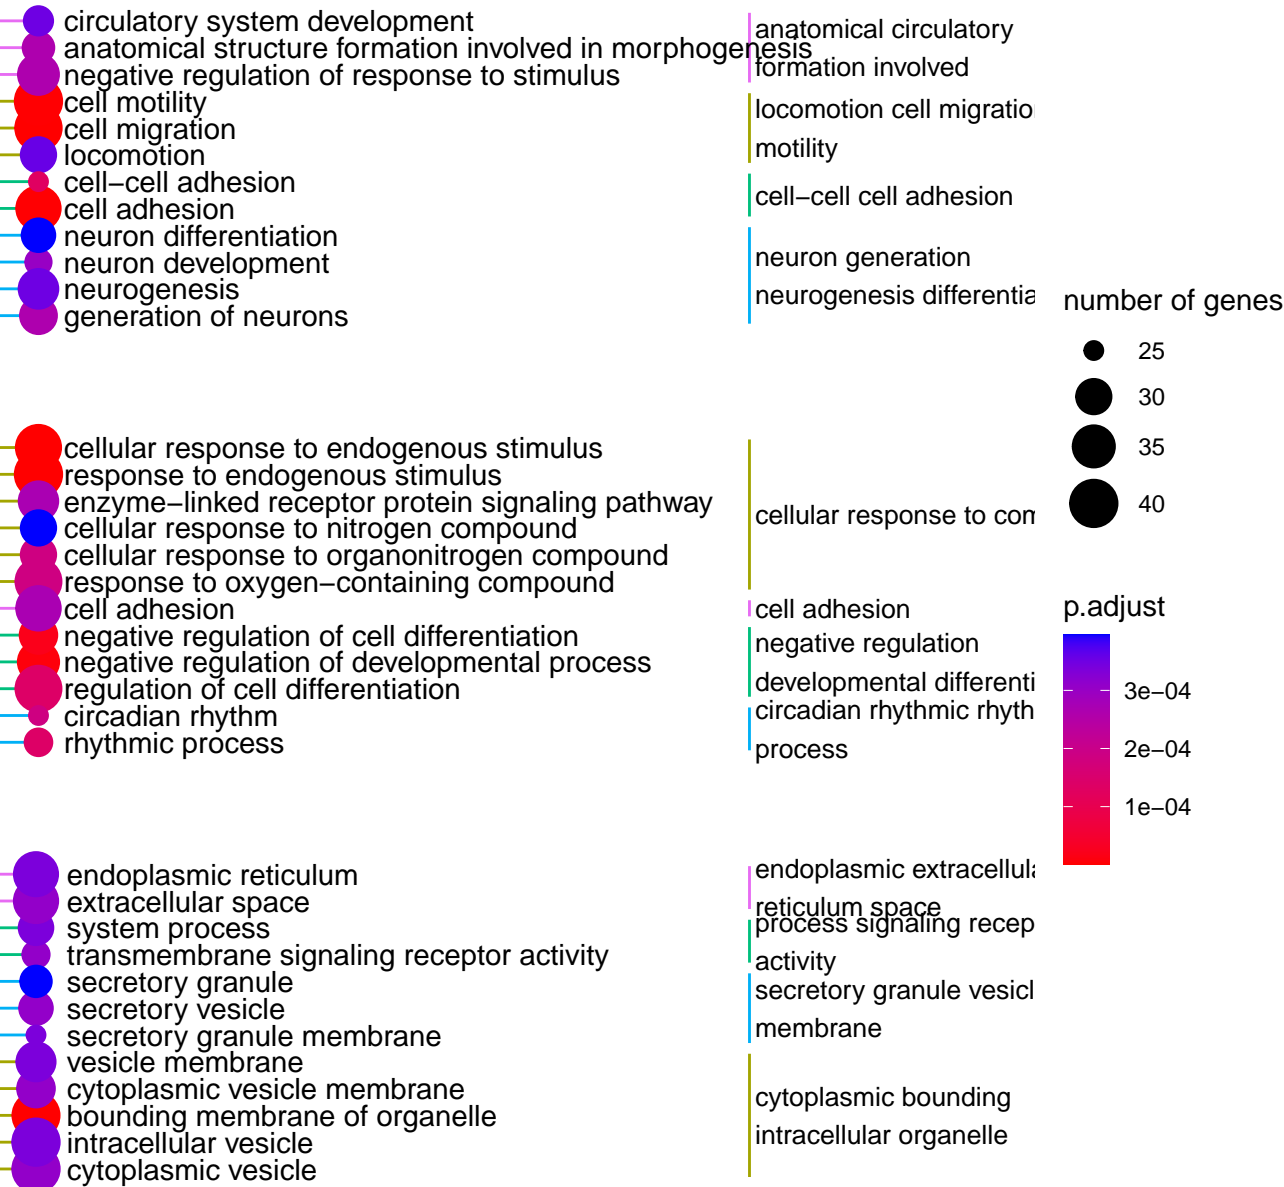 circulatory system development
anatomical structure formation involved in morphogenesis
negative regulation of response to stimulus
cell motility
cell migration
locomotion
cell−cell adhesion
cell adhesion
neuron differentiation
neuron development
neurogenesis
generation of neurons
anatomical circulatory
formation involved
locomotion cell migratio
motility
cell−cell cell adhesion
neuron generation
neurogenesis differentia
cellular response to endogenous stimulus
response to endogenous stimulus
enzyme−linked receptor protein signaling pathway
cellular response to nitrogen compound
cellular response to organonitrogen compound
response to oxygen−containing compound
cell adhesion
negative regulation of cell differentiation
negative regulation of developmental process
regulation of cell differentiation
circadian rhythm
rhythmic process
cellular response to com
cell adhesion
negative regulation
developmental differenti
circadian rhythmic rhyth
process
endoplasmic reticulum
extracellular space
system process
transmembrane signaling receptor activity
secretory granule
secretory vesicle
secretory granule membrane
vesicle membrane
cytoplasmic vesicle membrane
bounding membrane of organelle
intracellular vesicle
cytoplasmic vesicle
endoplasmic extracellula
reticulum space
process signaling recep
activity
secretory granule vesicl
membrane
cytoplasmic bounding
intracellular organelle
number of genes
25
30
35
40
p.adjust
3e−04
2e−04
1e−04